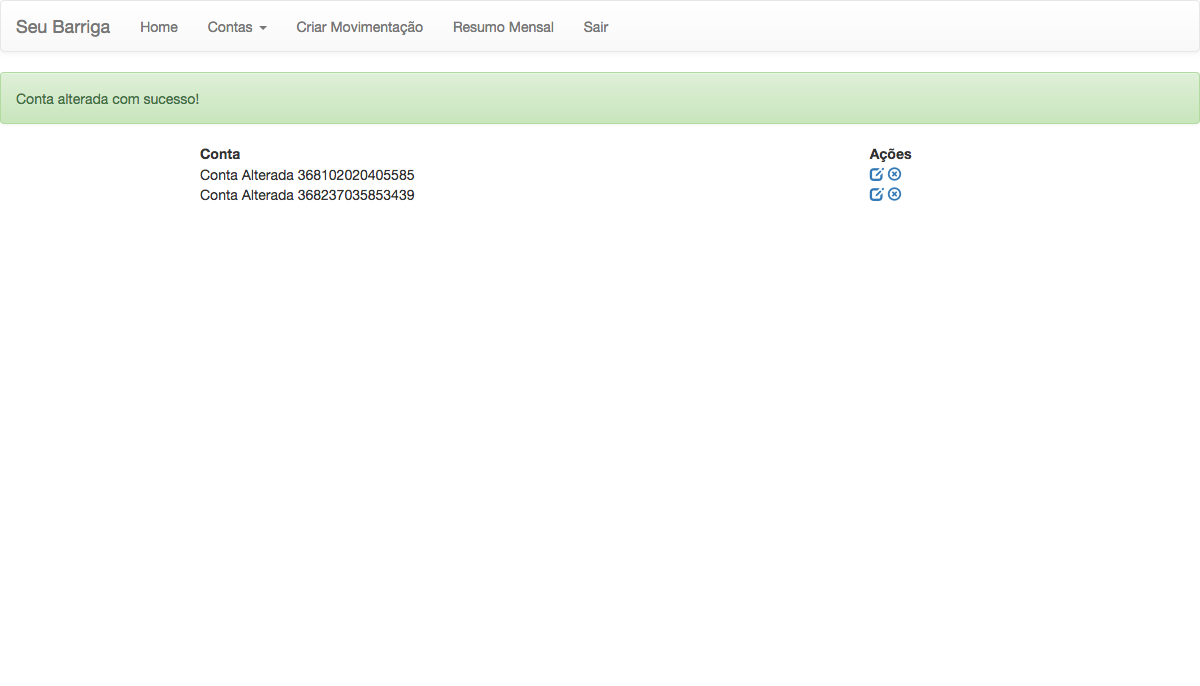 Seu Barriga Home Contas Criar Movimentação Resumo Mensal Sair
Conta alterada com sucesso!
Conta Ações
Conta Alterada 368102020405585
Conta Alterada 368237035853439